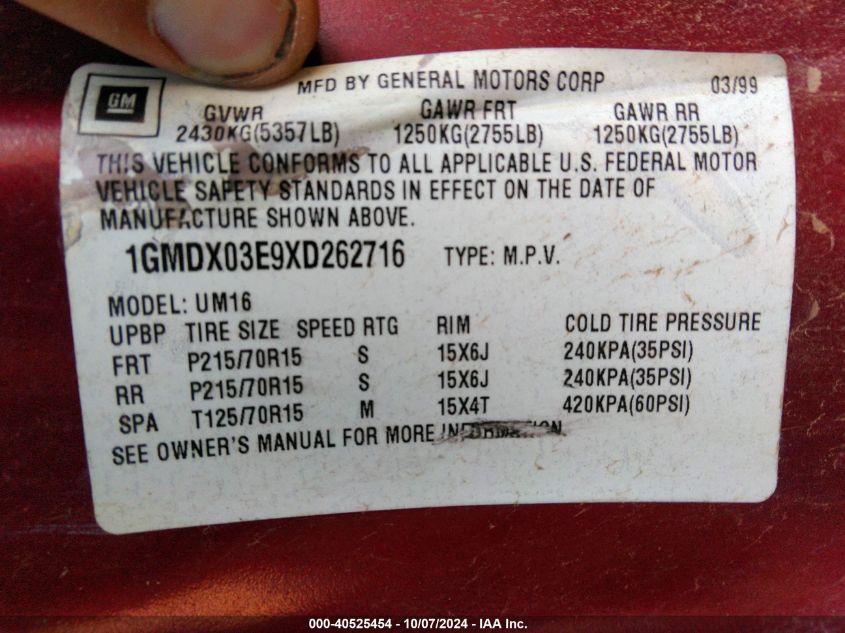 MFD BY GENERAL MOTORS CORP 03/99
GM
GVWR GAWR FRT GAWR RR
2430KG(5357LB) 1250KG(2755LB) 1250KG(2755LB)
THIS VEHICLE CONFORMS TO ALL APPLICABLE U.S. FEDERAL MOTOR
VEHICLE SAFETY STANDARDS IN EFFECT ON THE DATE OF
MANUFACTURE SHOWN ABOVE.
1GMDX03E9XD262716 TYPE: M.P.V.
MODEL: UM16
UPBP TIRE SIZE SPEED RTG RIM COLD TIRE PRESSURE
FRT P215/70R15 S 15X6J 240KPA(35PSI)
RR P215/70R15 S 15X6J 240KPA(35PSI)
SPA T125/70R15 M 15X4T 420KPA(60PSI)
SEE OWNER'S MANUAL FOR MORE INFORMATION
000-40525454 - 10/07/2024 - IAA Inc.